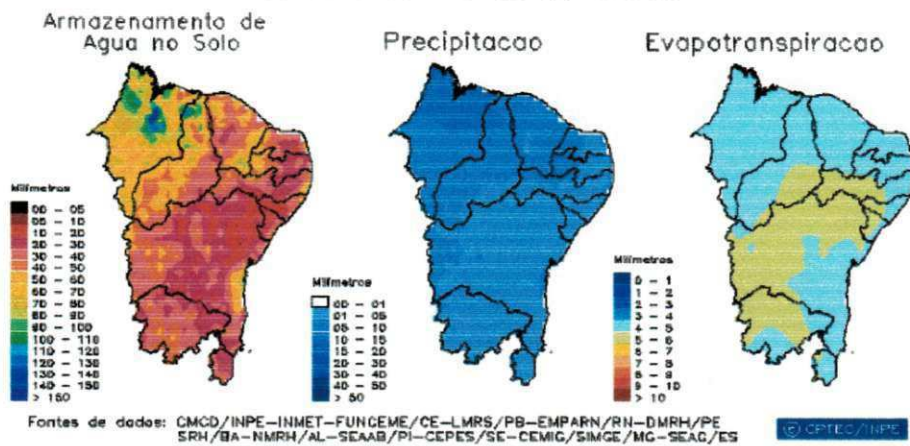 Armazenamento de
Agua no Solo
Precipitacao
Evapotranspiracao
Milimetros
00 - 05
05 - 10
10 - 20
20 - 30
30 - 40
40 - 50
50 - 60
60 - 70
70 - 80
80 - 90
90 - 100
100 - 110
110 - 120
120 - 130
130 - 140
140 - 150
> 150
Milimetros
00 - 01
01 - 05
05 - 10
10 - 15
15 - 20
20 - 30
30 - 40
40 - 50
> 50
Milimetros
0 - 1
1 - 2
2 - 3
3 - 4
4 - 5
5 - 6
6 - 7
7 - 8
8 - 9
9 - 10
> 10
Fontes de dados: CMCD/INPE-INMET-FUNCEME/CE-LMRS/PB-EMPARN/RN-DMRH/PE
SRH/BA-NMRH/AL-SEAAB/PI-CEPES/SE-CEMIG/SIMGE/MG-SEAG/ES
© CPTEC/INPE